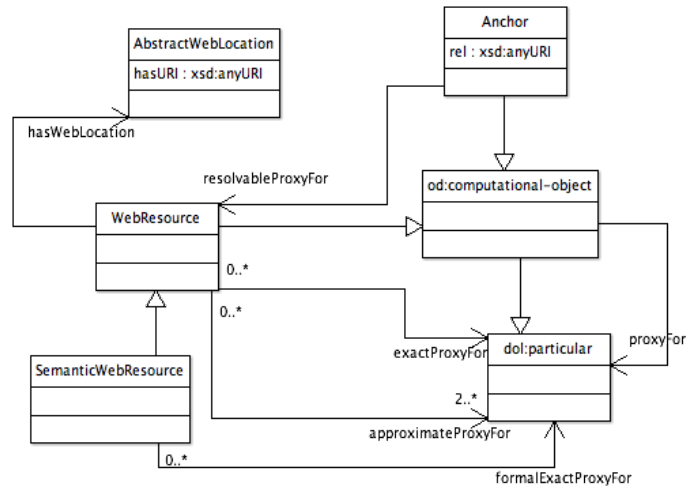 Anchor
rel : xsd:anyURI
AbstractWebLocation
hasURI : xsd:anyURI
hasWebLocation
resolvableProxyFor
od:computational-object
WebResource
0..*
0..*
exactProxyFor
dol:particular
proxyFor
SemanticWebResource
2..*
approximateProxyFor
0..*
formalExactProxyFor